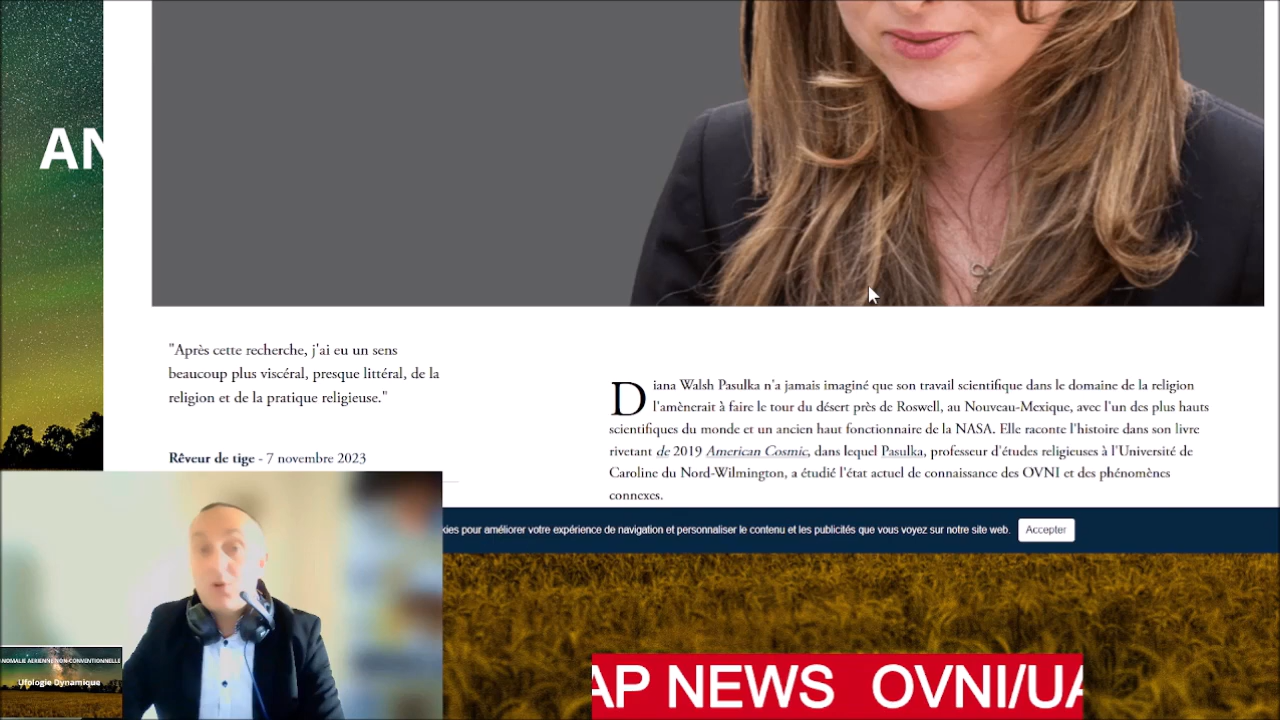 AN
"Après cette recherche, j'ai eu un sens
beaucoup plus viscéral, presque littéral, de la
religion et de la pratique religieuse."
Rêveur de tige - 7 novembre 2023
Diana Walsh Pasulka n'a jamais imaginé que son travail scientifique dans le domaine de la religion
l'amènerait à faire le tour du désert près de Roswell, au Nouveau-Mexique, avec l'un des plus hauts
scientifiques du monde et un ancien haut fonctionnaire de la NASA. Elle raconte l'histoire dans son livre
rivetant de 2019 American Cosmic, dans lequel Pasulka, professeur d'études religieuses à l'Université de
Caroline du Nord-Wilmington, a étudié l'état actuel de connaissance des OVNI et des phénomènes
connexes.
kies pour améliorer votre expérience de navigation et personnaliser le contenu et les publicités que vous voyez sur notre site web. Accepter
ANOMALIE AERIENNE NON-CONVENTIONNELLE
Ufologie Dynamique
AP NEWS OVNI/UA